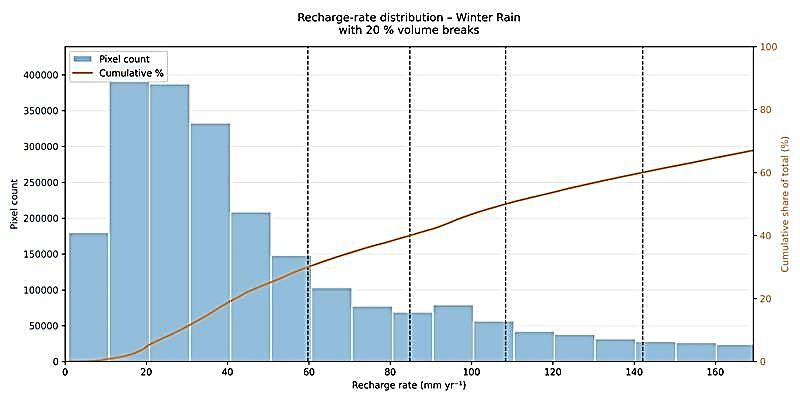 Recharge-rate distribution – Winter Rain
with 20 % volume breaks
Pixel count
Cumulative %
400000
350000
300000
250000
200000
150000
100000
50000
0
Pixel count
100
80
60
40
20
0
Cumulative share of total (%)
0 20 40 60 80 100 120 140 160
Recharge rate (mm yr⁻¹)